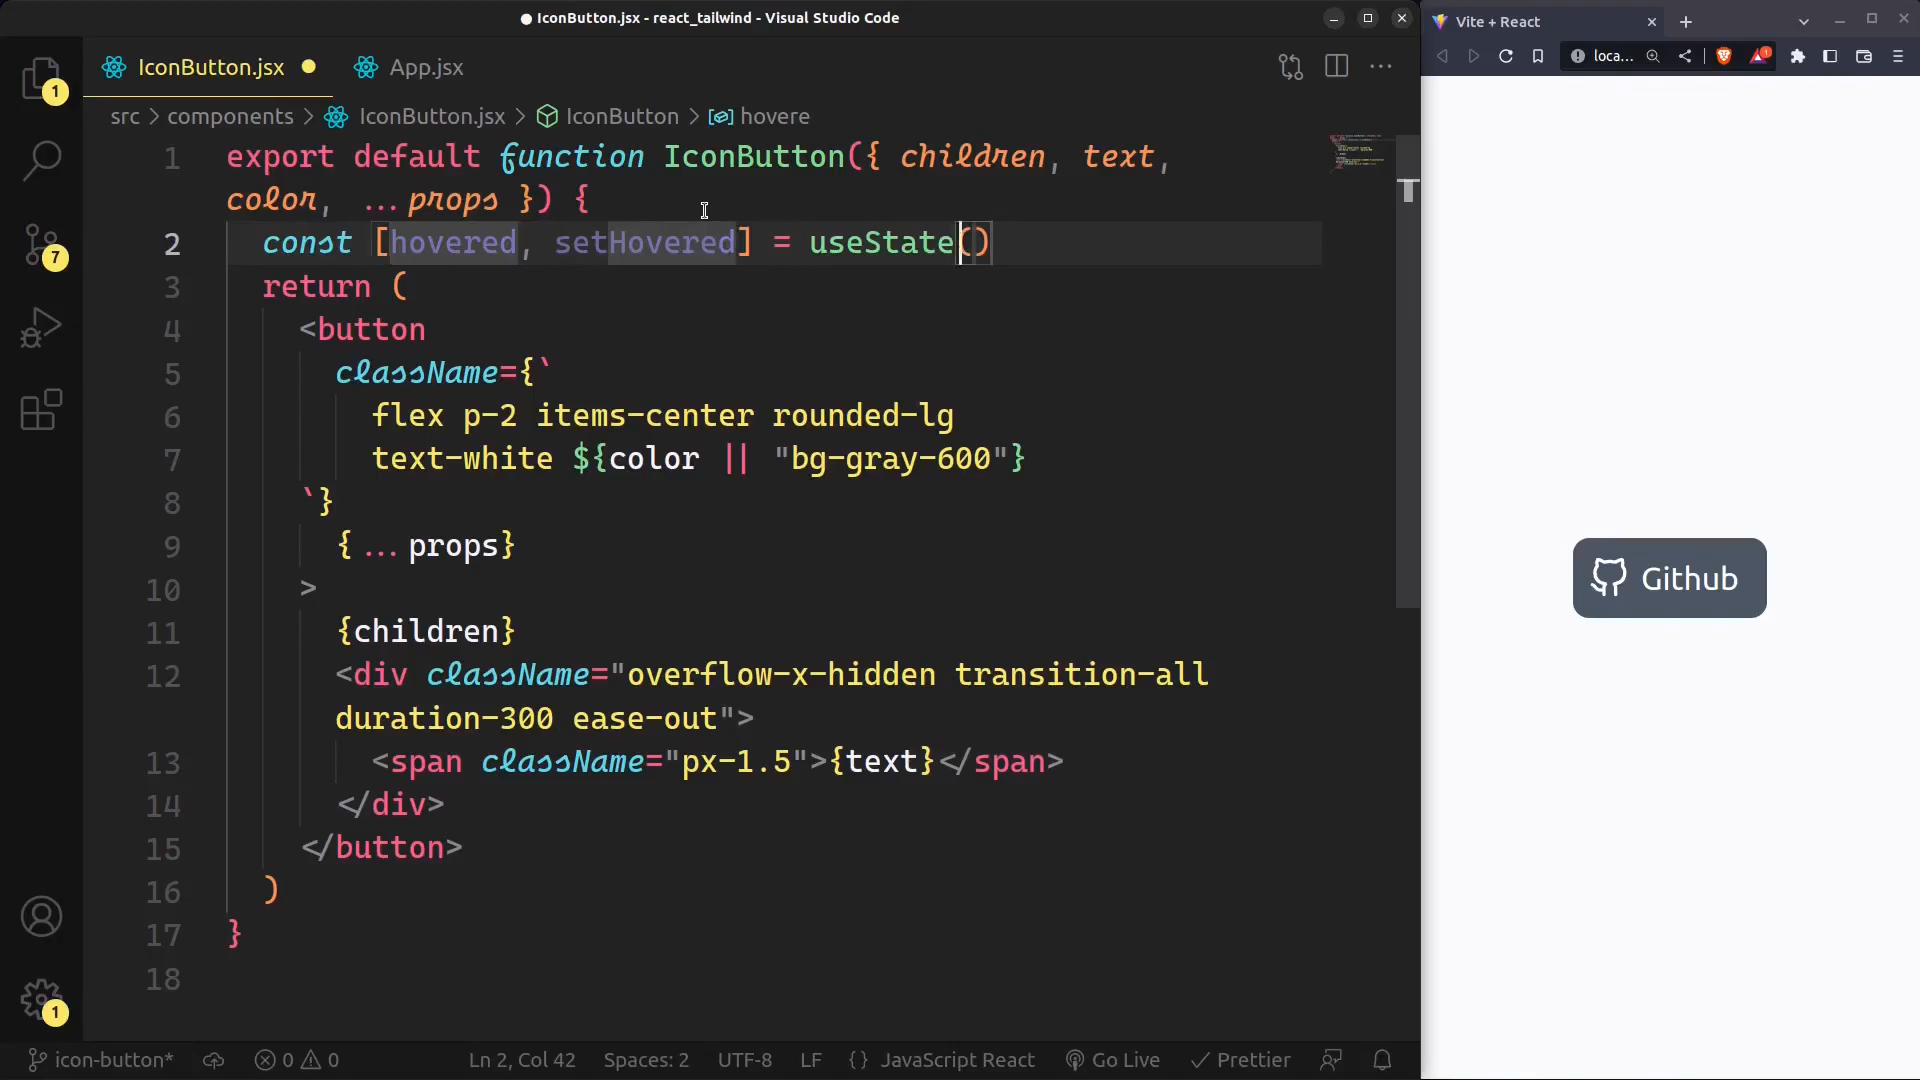 IconButton.jsx - react_tailwind - Visual Studio Code
Vite + React
IconButton.jsx
App.jsx
loca...
1
src > components > IconButton.jsx > IconButton > hovere
1 export default function IconButton({ children, text,
color, ...props }) {
2 const [hovered, setHovered] = useState()
3 return (
4 <button
5 className={`
6 flex p-2 items-center rounded-lg
7 text-white ${color || "bg-gray-600"}
8 `}
9 {...props}
10 >
11 {children}
12 <div className="overflow-x-hidden transition-all
duration-300 ease-out">
13 <span className="px-1.5">{text}</span>
14 </div>
15 </button>
16 )
17 }
18
1
7
1
Github
icon-button* 0 0 Ln 2, Col 42 Spaces: 2 UTF-8 LF {} JavaScript React Go Live Prettier